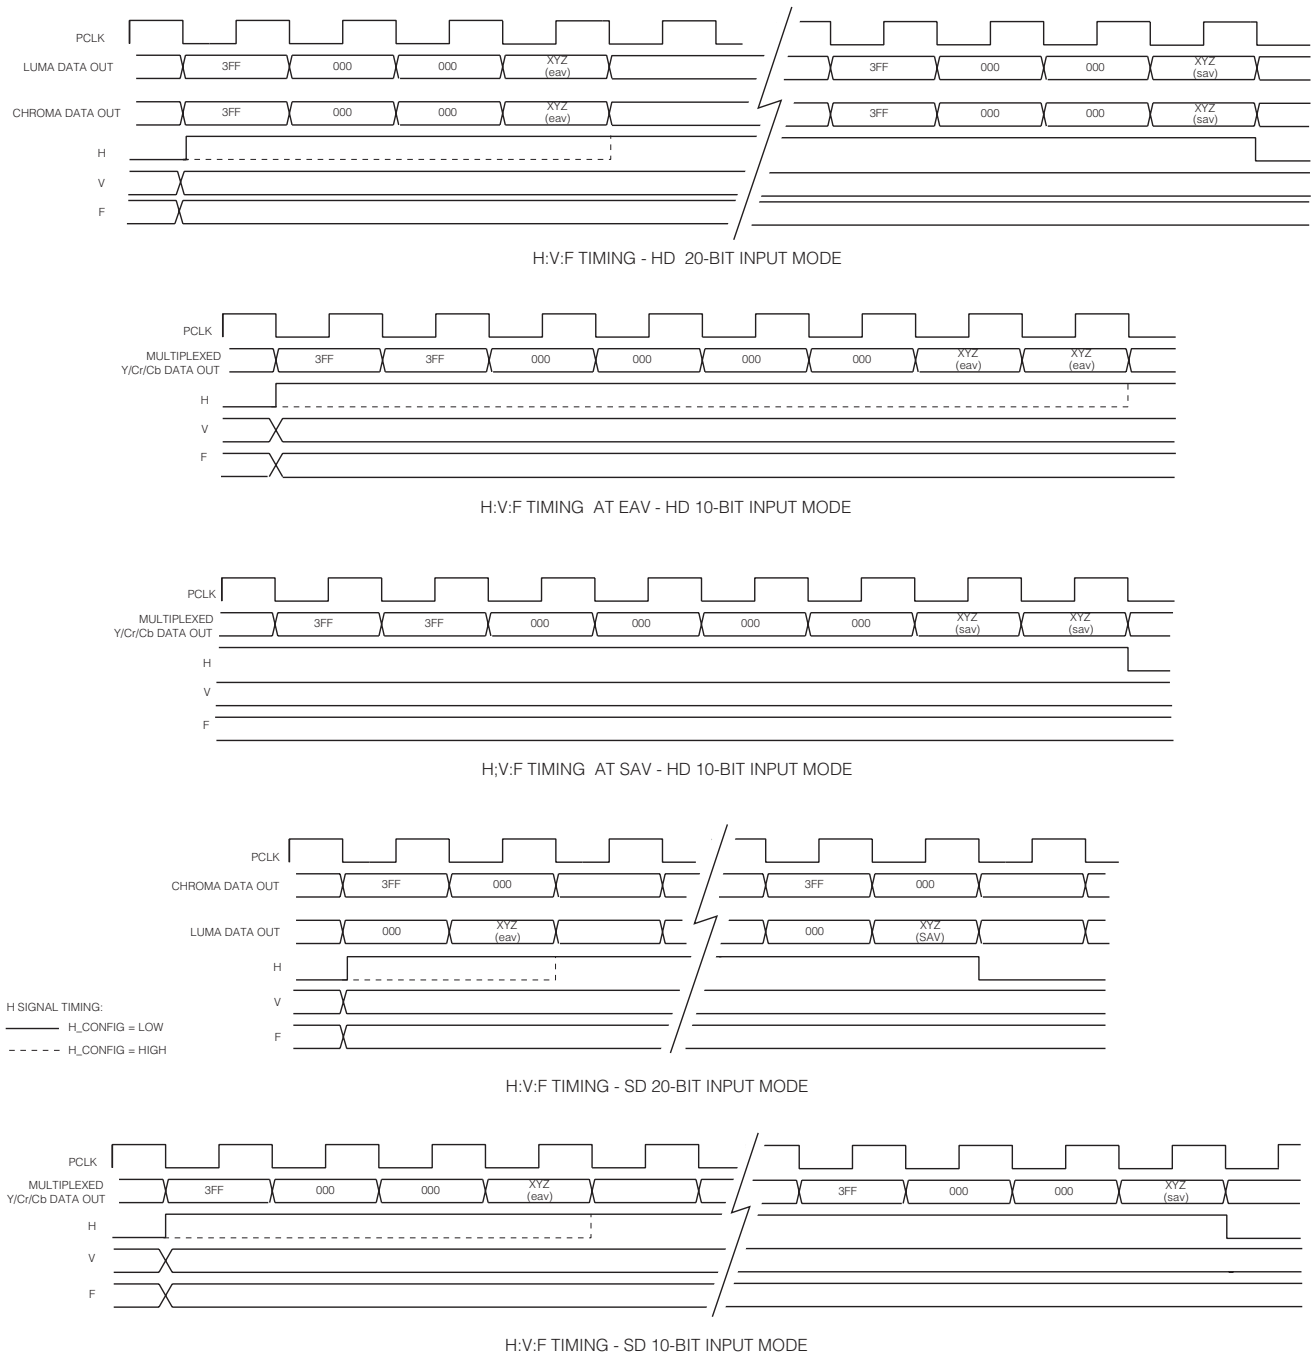 PCLK
LUMA DATA OUT 3FF 000 000 XYZ (eav) 3FF 000 000 XYZ (sav)
CHROMA DATA OUT 3FF 000 000 XYZ (eav) 3FF 000 000 XYZ (sav)
H
V
F
H:V:F TIMING - HD 20-BIT INPUT MODE
PCLK
MULTIPLEXED
Y/Cr/Cb DATA OUT 3FF 3FF 000 000 000 000 XYZ (eav) XYZ (eav)
H
V
F
H:V:F TIMING AT EAV - HD 10-BIT INPUT MODE
PCLK
MULTIPLEXED
Y/Cr/Cb DATA OUT 3FF 3FF 000 000 000 000 XYZ (sav) XYZ (sav)
H
V
F
H;V:F TIMING AT SAV - HD 10-BIT INPUT MODE
PCLK
CHROMA DATA OUT 3FF 000 3FF 000
LUMA DATA OUT 000 XYZ (eav) 000 XYZ (SAV)
H
V
F
H SIGNAL TIMING:
H_CONFIG = LOW
H_CONFIG = HIGH
H:V:F TIMING - SD 20-BIT INPUT MODE
PCLK
MULTIPLEXED
Y/Cr/Cb DATA OUT 3FF 000 000 XYZ (eav) 3FF 000 000 XYZ (sav)
H
V
F
H:V:F TIMING - SD 10-BIT INPUT MODE